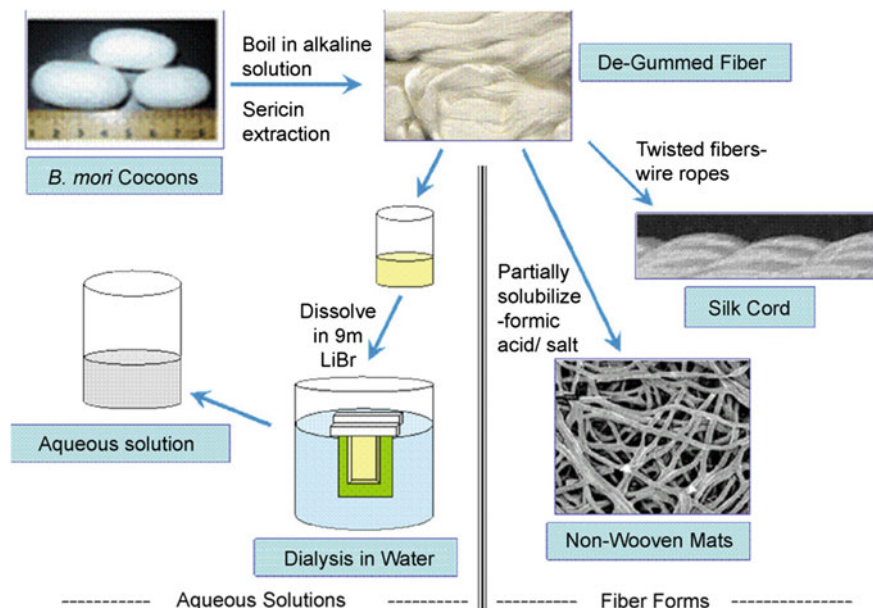 Boil in alkaline
solution
Sericin
extraction
De-Gummed Fiber
B. mori Cocoons
Twisted fibers-
wire ropes
Silk Cord
Partially
solubilize
-formic
acid/ salt
Dissolve
in 9m
LiBr
Aqueous solution
Dialysis in Water
Non-Wooven Mats
Aqueous Solutions
Fiber Forms